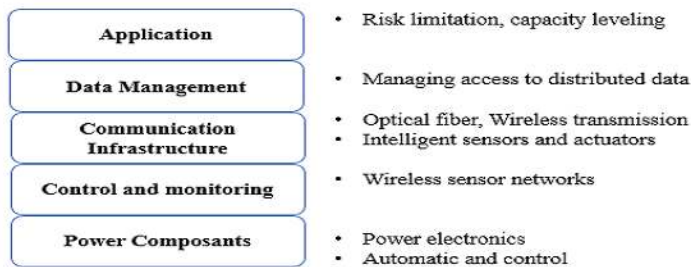 Application
• Risk limitation, capacity leveling
Data Management
• Managing access to distributed data
Communication
Infrastructure
• Optical fiber, Wireless transmission
• Intelligent sensors and actuators
Control and monitoring
• Wireless sensor networks
Power Composants
• Power electronics
• Automatic and control